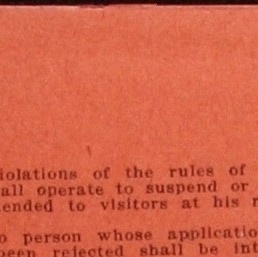 iolations of the rules of
all operate to suspend or
ended to visitors at his
person whose applicatio
been rejected shall be int